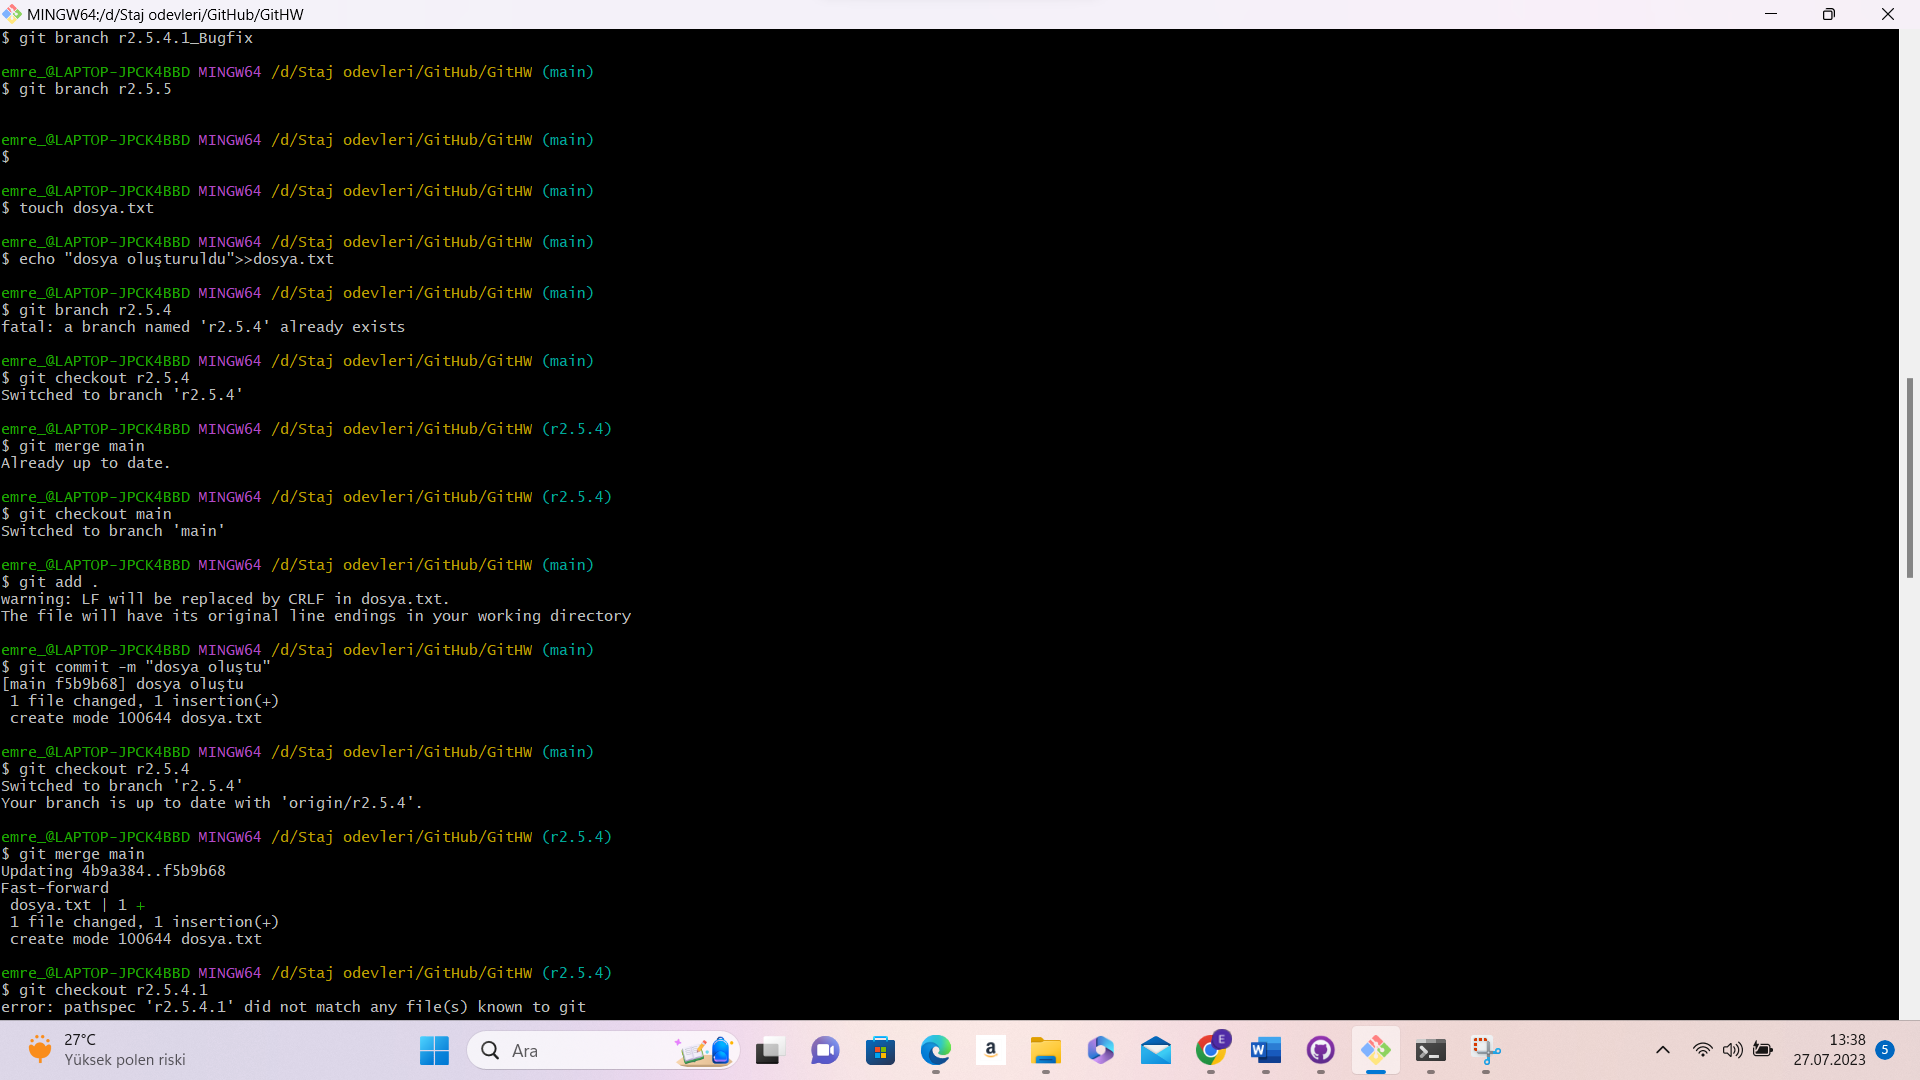 MINGW64:/d/Staj odevleri/GitHub/GitHW
$ git branch r2.5.4.1_Bugfix
emre_@LAPTOP-JPCK4BBD MINGW64 /d/Staj odevleri/GitHub/GitHW (main)
$ git branch r2.5.5
emre_@LAPTOP-JPCK4BBD MINGW64 /d/Staj odevleri/GitHub/GitHW (main)
$
emre_@LAPTOP-JPCK4BBD MINGW64 /d/Staj odevleri/GitHub/GitHW (main)
$ touch dosya.txt
emre_@LAPTOP-JPCK4BBD MINGW64 /d/Staj odevleri/GitHub/GitHW (main)
$ echo "dosya oluşturuldu">>dosya.txt
emre_@LAPTOP-JPCK4BBD MINGW64 /d/Staj odevleri/GitHub/GitHW (main)
$ git branch r2.5.4
fatal: a branch named 'r2.5.4' already exists
emre_@LAPTOP-JPCK4BBD MINGW64 /d/Staj odevleri/GitHub/GitHW (main)
$ git checkout r2.5.4
Switched to branch 'r2.5.4'
emre_@LAPTOP-JPCK4BBD MINGW64 /d/Staj odevleri/GitHub/GitHW (r2.5.4)
$ git merge main
Already up to date.
emre_@LAPTOP-JPCK4BBD MINGW64 /d/Staj odevleri/GitHub/GitHW (r2.5.4)
$ git checkout main
Switched to branch 'main'
emre_@LAPTOP-JPCK4BBD MINGW64 /d/Staj odevleri/GitHub/GitHW (main)
$ git add .
warning: LF will be replaced by CRLF in dosya.txt.
The file will have its original line endings in your working directory
emre_@LAPTOP-JPCK4BBD MINGW64 /d/Staj odevleri/GitHub/GitHW (main)
$ git commit -m "dosya oluştu"
[main f5b9b68] dosya oluştu
1 file changed, 1 insertion(+)
create mode 100644 dosya.txt
emre_@LAPTOP-JPCK4BBD MINGW64 /d/Staj odevleri/GitHub/GitHW (main)
$ git checkout r2.5.4
Switched to branch 'r2.5.4'
Your branch is up to date with 'origin/r2.5.4'.
emre_@LAPTOP-JPCK4BBD MINGW64 /d/Staj odevleri/GitHub/GitHW (r2.5.4)
$ git merge main
Updating 4b9a384..f5b9b68
Fast-forward
dosya.txt | 1 +
1 file changed, 1 insertion(+)
create mode 100644 dosya.txt
emre_@LAPTOP-JPCK4BBD MINGW64 /d/Staj odevleri/GitHub/GitHW (r2.5.4)
$ git checkout r2.5.4.1
error: pathspec 'r2.5.4.1' did not match any file(s) known to git
27°C
Yüksek polen riski
Ara
a
E
W
13:38
27.07.2023
5